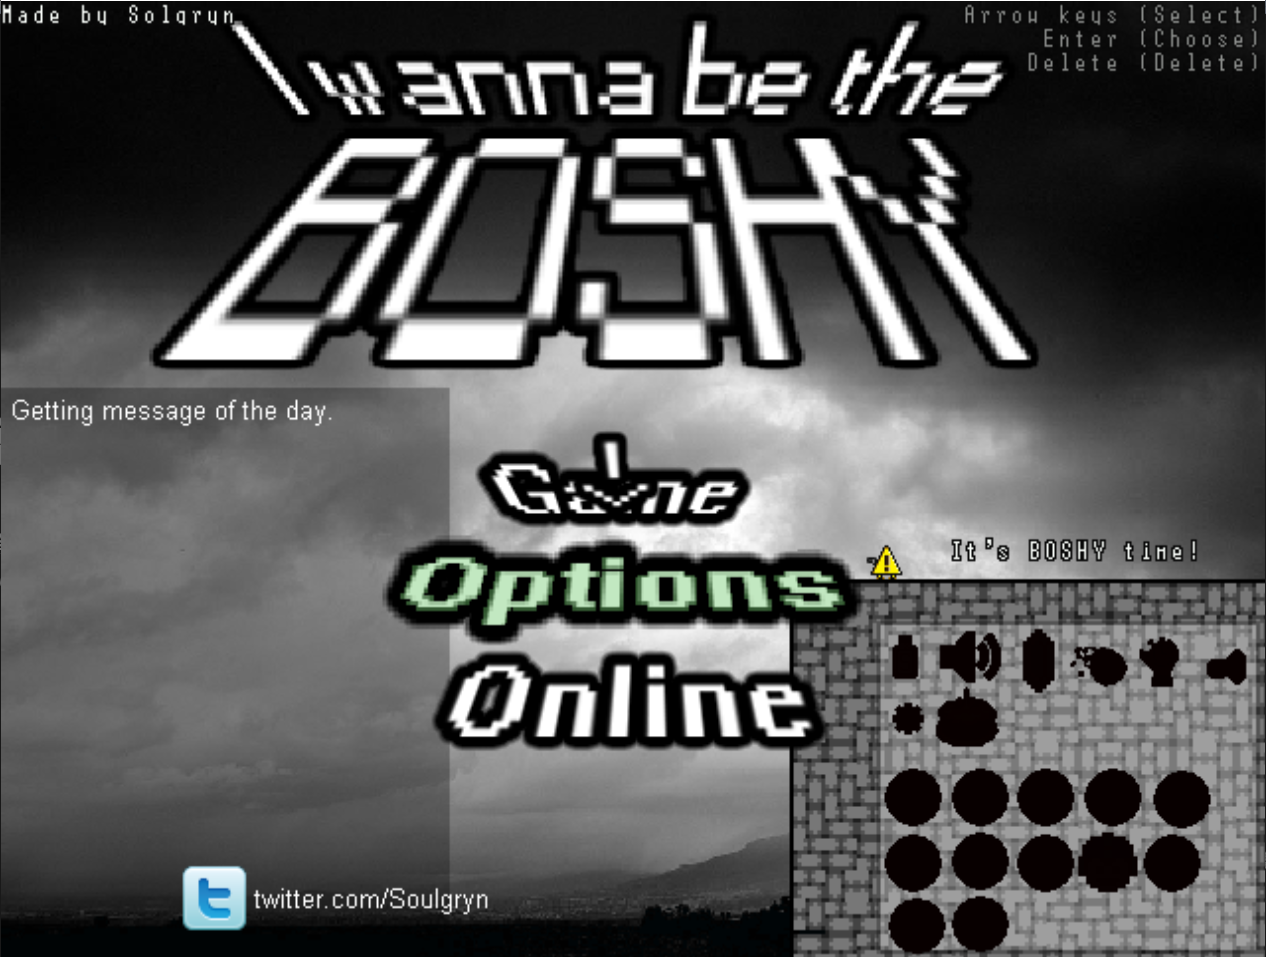 Made by Solgryn
Arrow keys (Select)
Enter (Choose)
Delete (Delete)
I wanna be the
BOSHY
Getting message of the day.
Game
Options
Online
It's BOSHY time!
twitter.com/Soulgryn